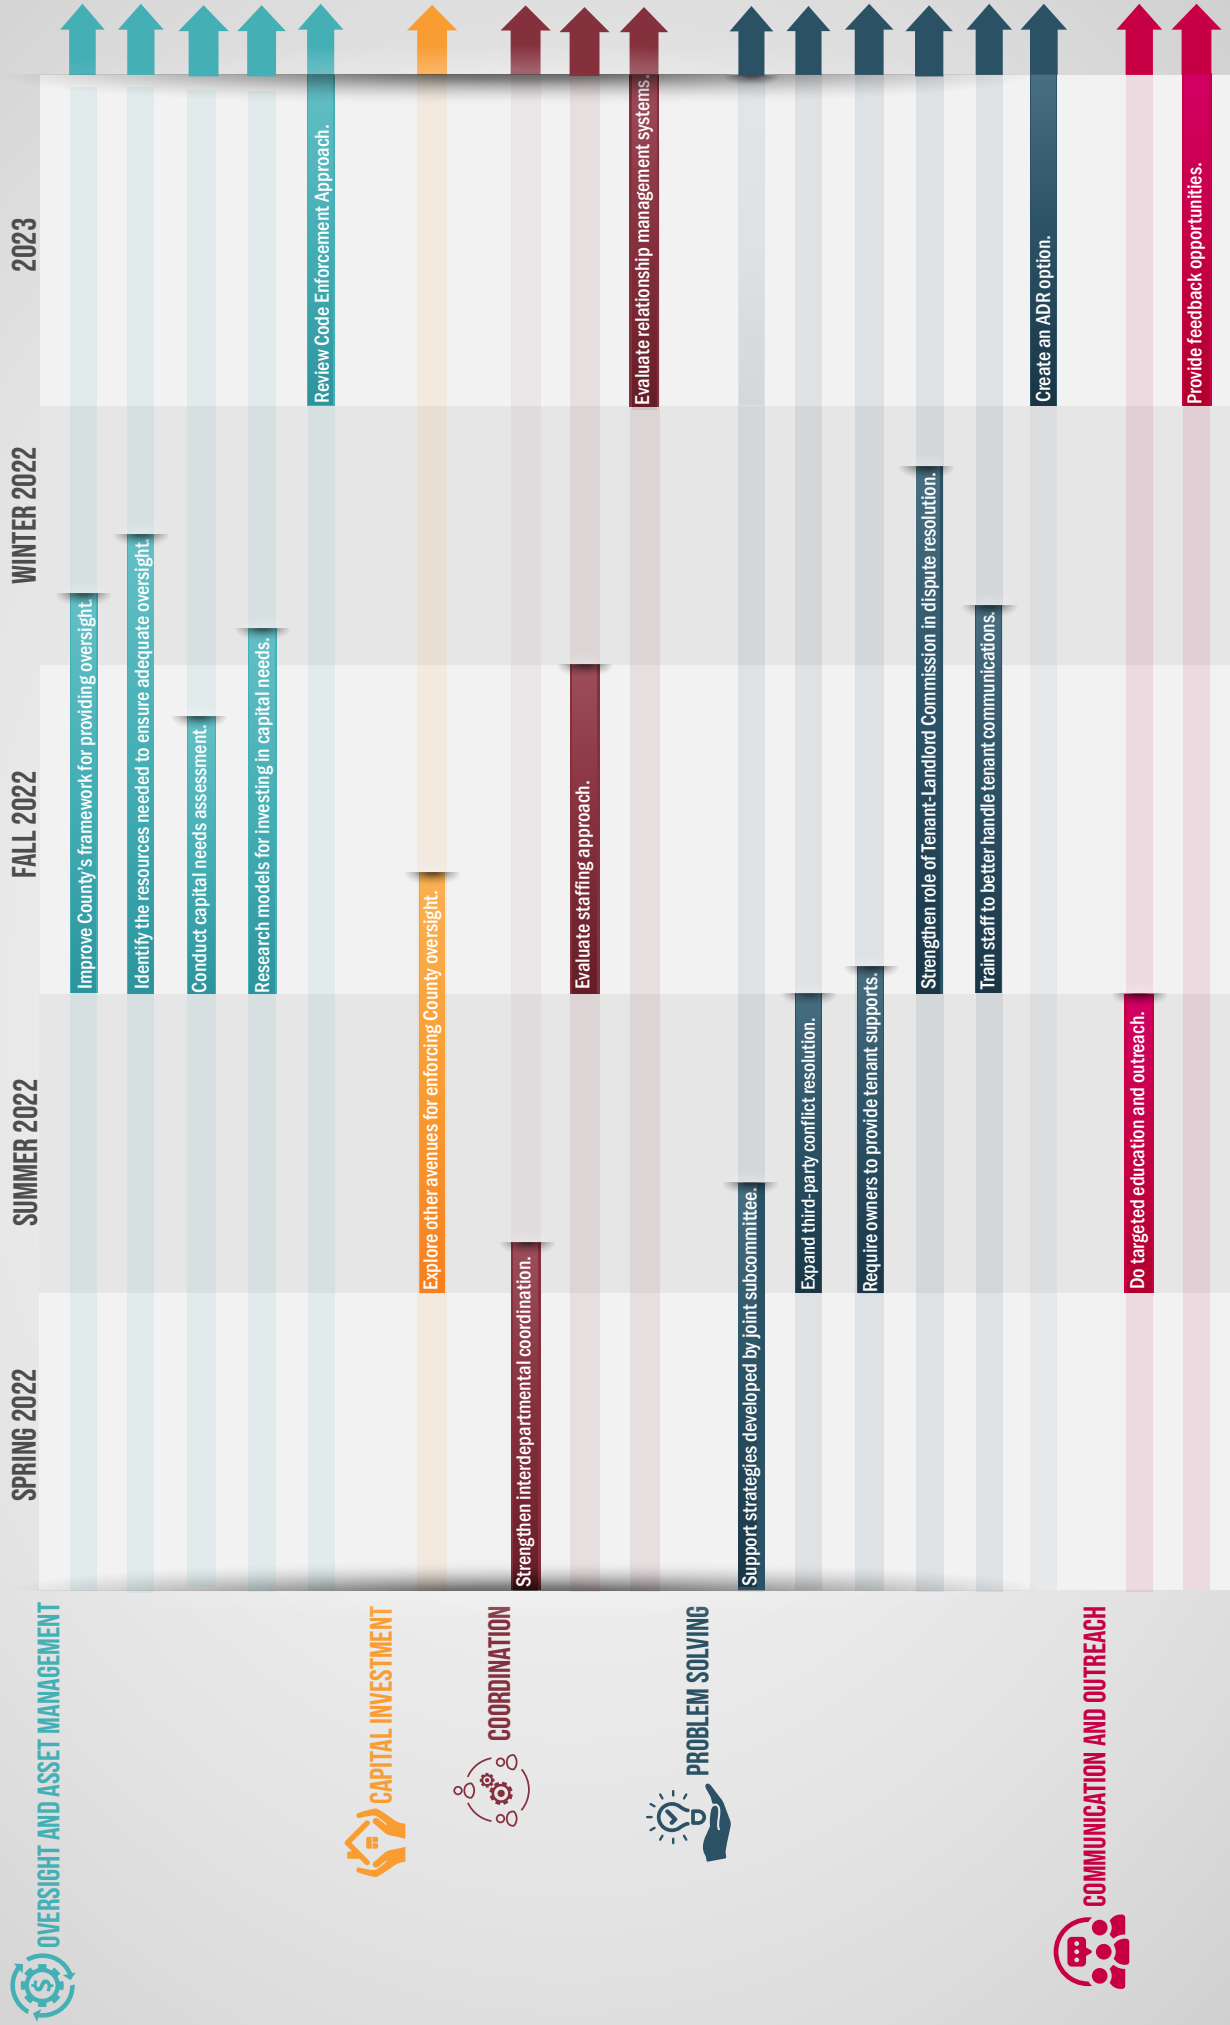 SPRING 2022
SUMMER 2022
FALL 2022
WINTER 2022
2023
OVERSIGHT AND ASSET MANAGEMENT
Improve County's framework for providing oversight.
Identify the resources needed to ensure adequate oversight.
Conduct capital needs assessment.
Research models for investing in capital needs.
Review Code Enforcement Approach.
CAPITAL INVESTMENT
Explore other avenues for enforcing County oversight.
COORDINATION
Strengthen interdepartmental coordination.
Evaluate staffing approach.
Evaluate relationship management systems.
PROBLEM SOLVING
Support strategies developed by joint subcommittee.
Expand third-party conflict resolution.
Require owners to provide tenant supports.
Strengthen role of Tenant-Landlord Commission in dispute resolution.
Train staff to better handle tenant communications.
Create an ADR option.
COMMUNICATION AND OUTREACH
Do targeted education and outreach.
Provide feedback opportunities.